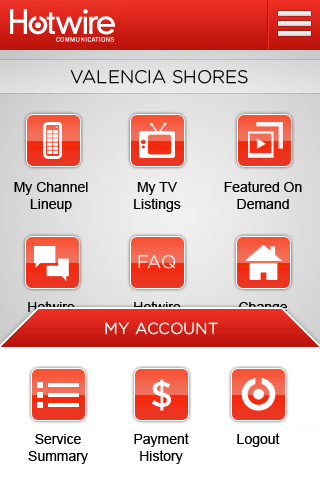 Hotwire
COMMUNICATIONS
VALENCIA SHORES
My Channel
Lineup
My TV
Listings
Featured On
Demand
FAQ
Hotwire
Hotwire
Change
MY ACCOUNT
Service
Summary
$
Payment
History
Logout